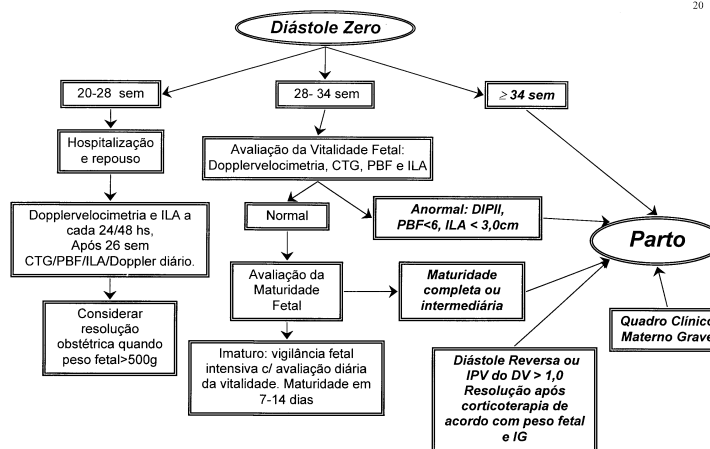 20
Diástole Zero
20-28 sem
28- 34 sem
≥ 34 sem
Hospitalização
e repouso
Avaliação da Vitalidade Fetal:
Dopplervelocimetria, CTG, PBF e ILA
Dopplervelocimetria e ILA a
cada 24/48 hs,
Após 26 sem
CTG/PBF/ILA/Doppler diário.
Normal
Anormal: DIPII,
PBF<6, ILA < 3,0cm
Parto
Considerar
resolução
obstétrica quando
peso fetal>500g
Avaliação da
Maturidade
Fetal
Maturidade
completa ou
intermediária
Quadro Clínico
Materno Grave
Imaturo: vigilância fetal
intensiva c/ avaliação diária
da vitalidade. Maturidade em
7-14 dias
Diástole Reversa ou
IPV do DV > 1,0
Resolução após
corticoterapia de
acordo com peso fetal
e IG